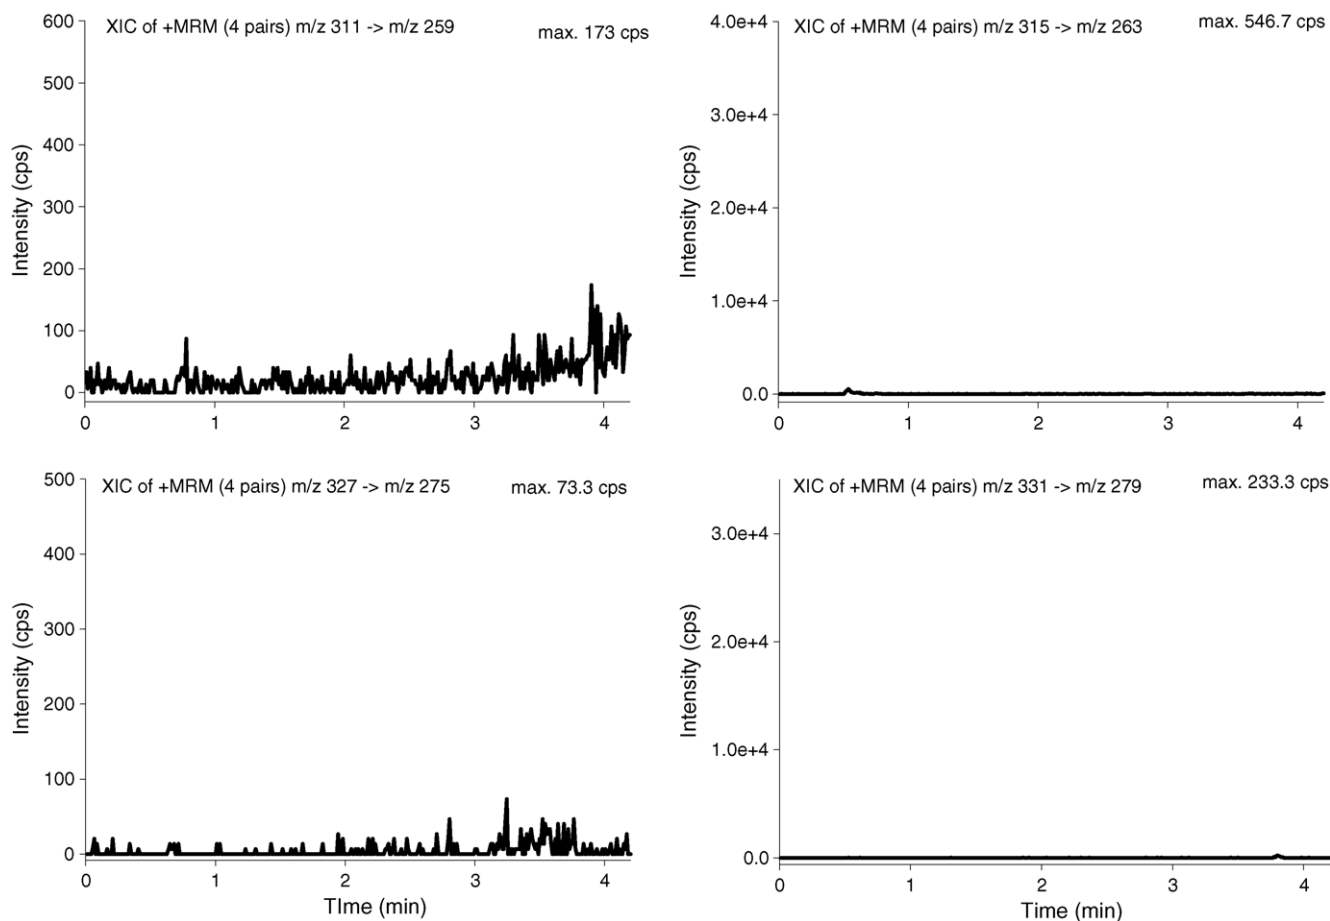 XIC of +MRM (4 pairs) m/z 311 -> m/z 259
max. 173 cps
600
500
400
300
200
100
0
Intensity (cps)
0 1 2 3 4
XIC of +MRM (4 pairs) m/z 315 -> m/z 263
max. 546.7 cps
4.0e+4
3.0e+4
2.0e+4
1.0e+4
0.0
Intensity (cps)
0 1 2 3 4
XIC of +MRM (4 pairs) m/z 327 -> m/z 275
max. 73.3 cps
500
400
300
200
100
0
Intensity (cps)
0 1 2 3 4
TIme (min)
XIC of +MRM (4 pairs) m/z 331 -> m/z 279
max. 233.3 cps
3.0e+4
2.0e+4
1.0e+4
0.0
Intensity (cps)
0 1 2 3 4
Time (min)